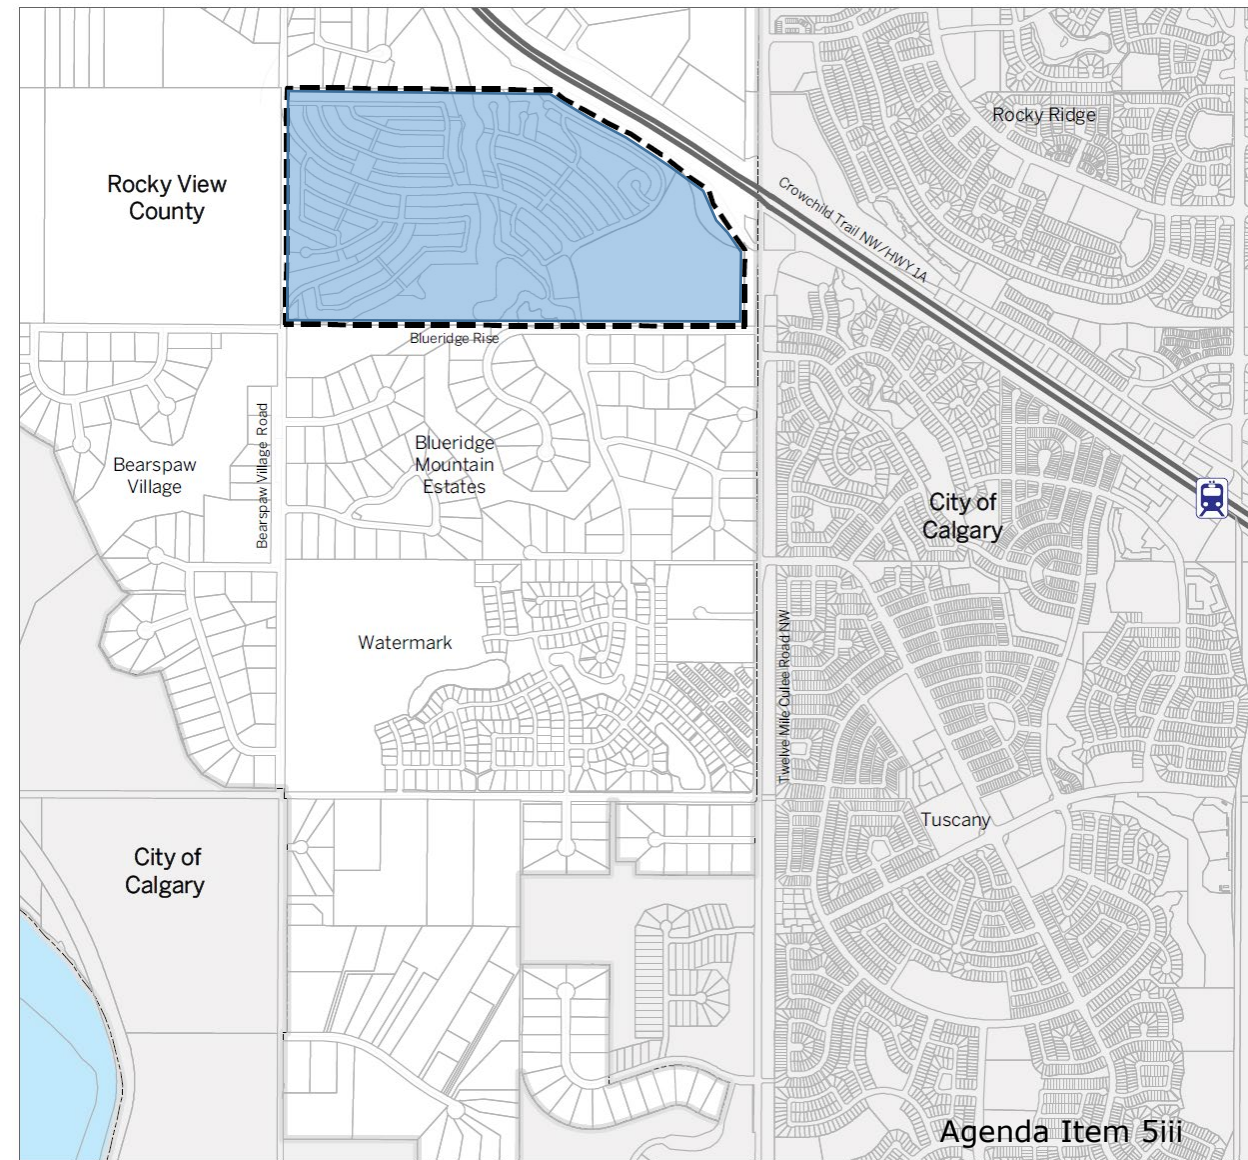 Rocky Ridge
Rocky View
County
Crowchild Trail NW/HWY 1A
Blueridge Rise
Bearspaw Village Road
Blueridge
Mountain
Estates
Bearspaw
Village
City of
Calgary
Watermark
Twelve Mile Culee Road NW
Tuscany
City of
Calgary
Agenda Item 5iii